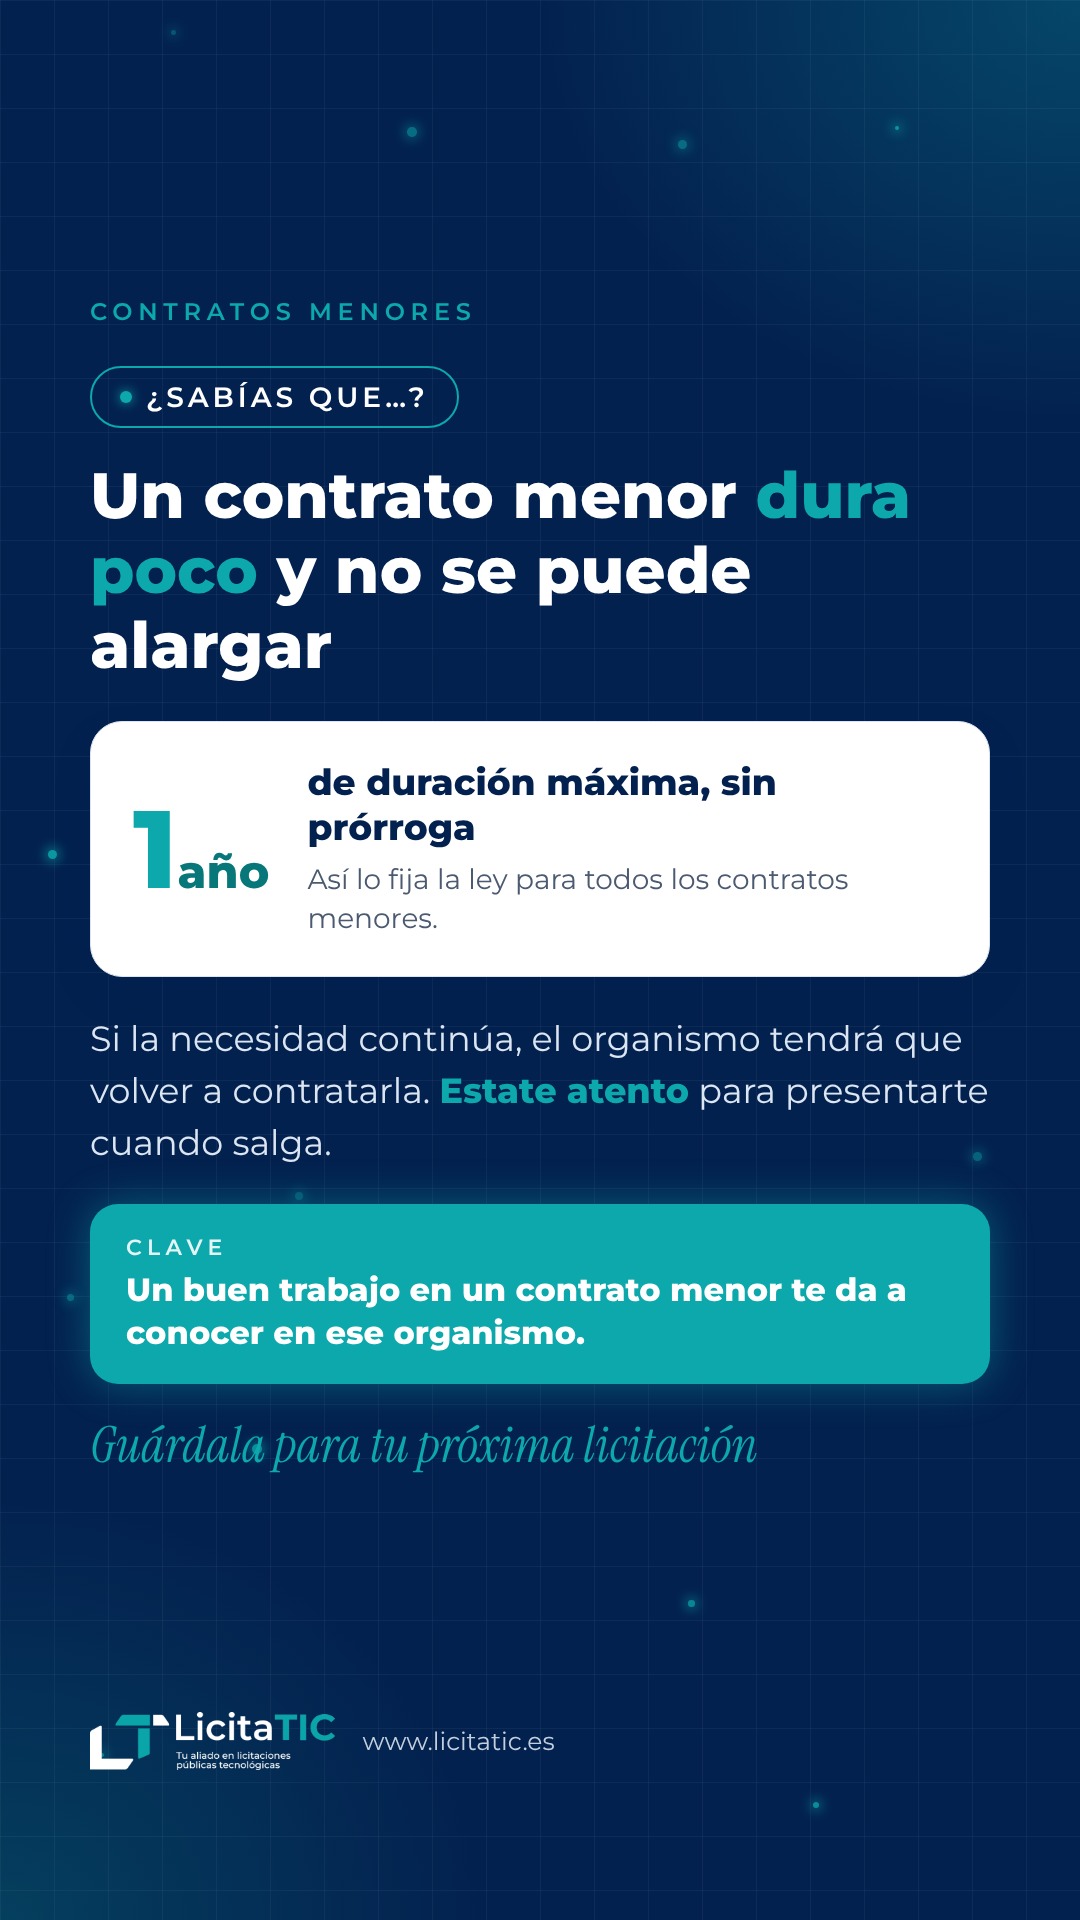 CONTRATOS MENORES
¿SABÍAS QUE...?
Un contrato menor dura
poco y no se puede
alargar
1 año
de duración máxima, sin
prórroga
Así lo fija la ley para todos los contratos
menores.
Si la necesidad continúa, el organismo tendrá que
volver a contratarla. Estate atento para presentarte
cuando salga.
CLAVE
Un buen trabajo en un contrato menor te da a
conocer en ese organismo.
Guárdala para tu próxima licitación
LicitaTIC
Tu aliado en licitaciones
públicas tecnológicas
www.licitatic.es